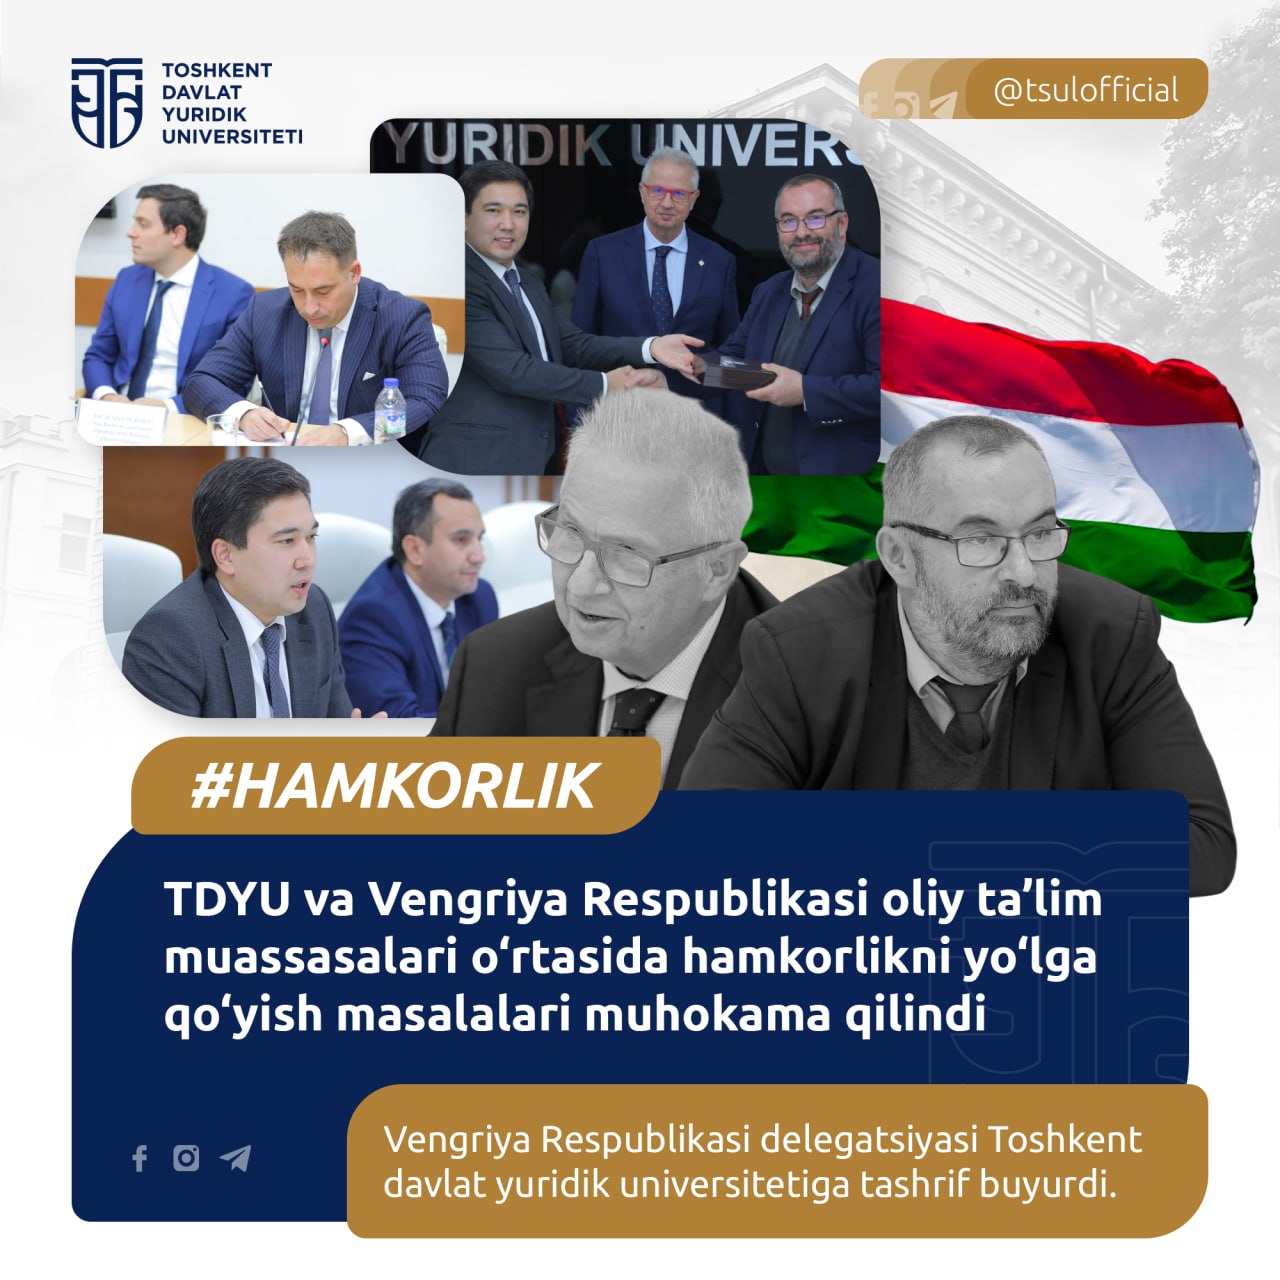 TOSHKENT
DAVLAT
YURIDIK
UNIVERSITETI
@tsulofficial
YURIDIK UNIVERS
#HAMKORLIK
TDYU va Vengriya Respublikasi oliy ta’lim
muassasalari o‘rtasida hamkorlikni yo‘lga
qo‘yish masalalari muhokama qilindi
Vengriya Respublikasi delegatsiyasi Toshkent
davlat yuridik universitetiga tashrif buyurdi.